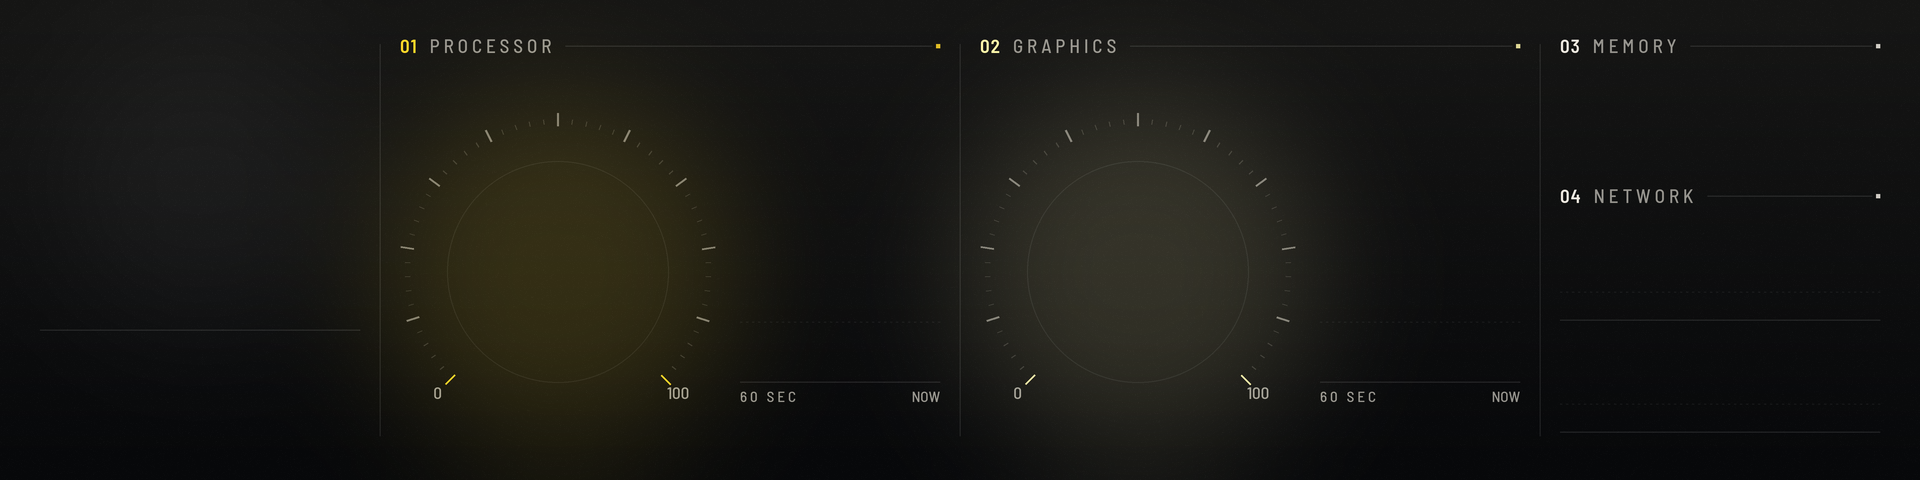 01 PROCESSOR
0
100
60 SEC
NOW
02 GRAPHICS
0
100
60 SEC
NOW
03 MEMORY
04 NETWORK